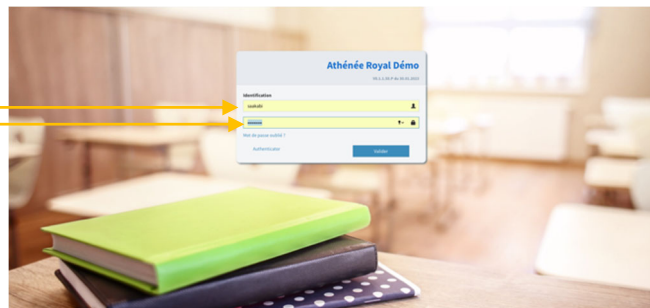 Athénée Royal Démo
Identification
Mot de passe oublié ?
Authenticator
Valider